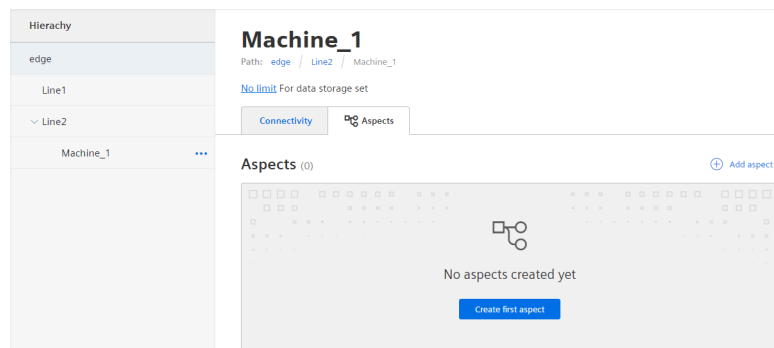 Hierachy
edge
Line1
Line2
Machine_1
Machine_1
Path: edge / Line2 / Machine_1
No limit For data storage set
Connectivity Aspects
Aspects (0)
Add aspect
No aspects created yet
Create first aspect